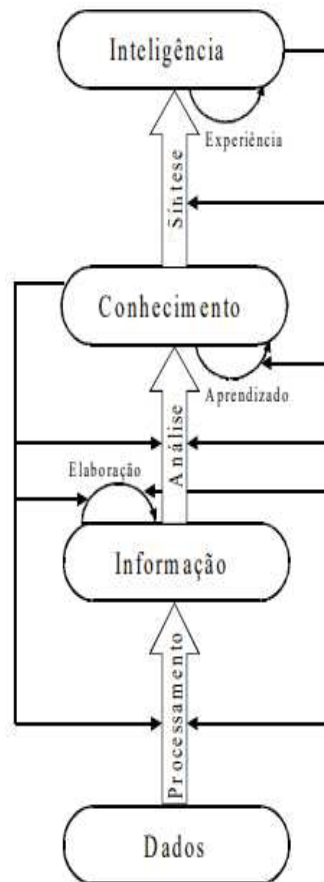 Inteligência
Experiência
Síntese
Conhecimento
Aprendizado
Análise
Elaboração
Informação
Processamento
Dados